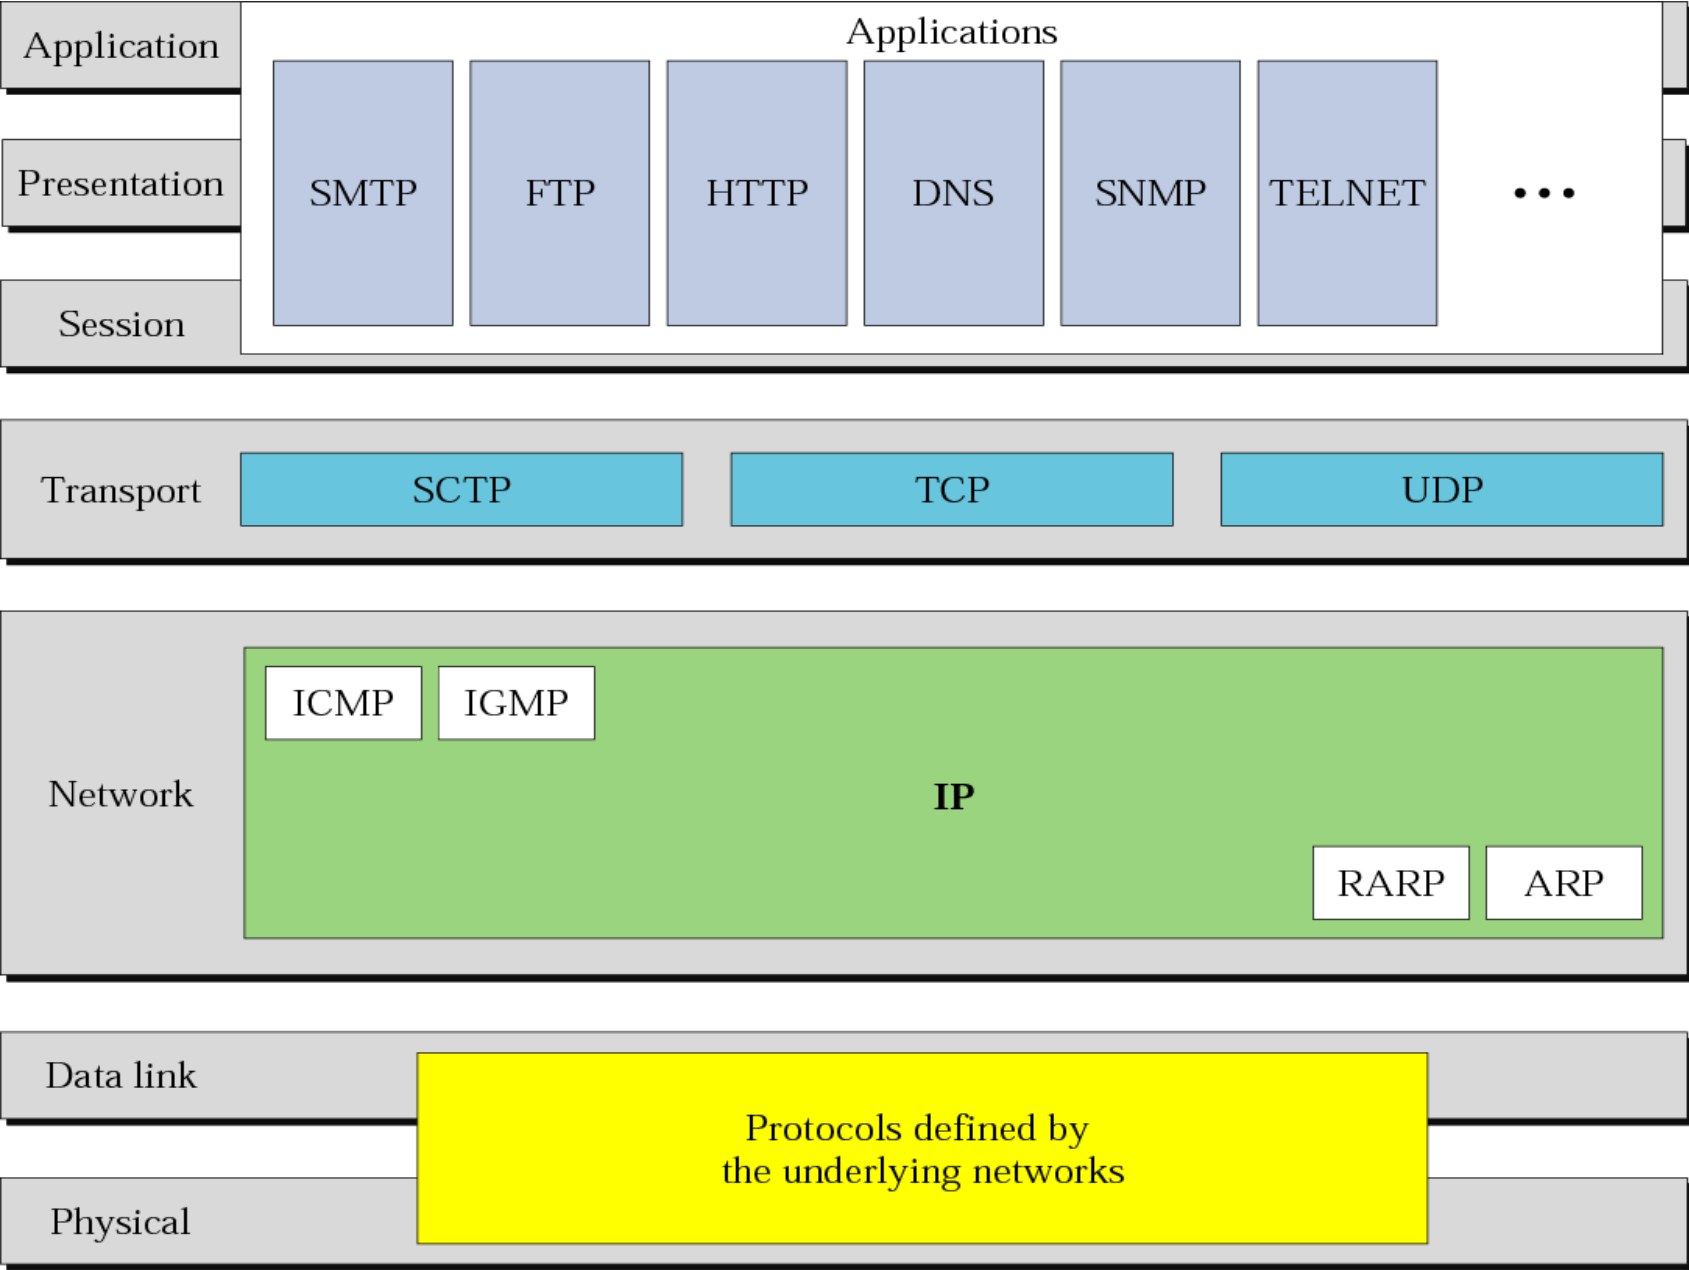 Application
Applications
Presentation
SMTP
FTP
HTTP
DNS
SNMP
TELNET
...
Session
Transport
SCTP
TCP
UDP
Network
ICMP
IGMP
IP
RARP
ARP
Data link
Protocols defined by
the underlying networks
Physical